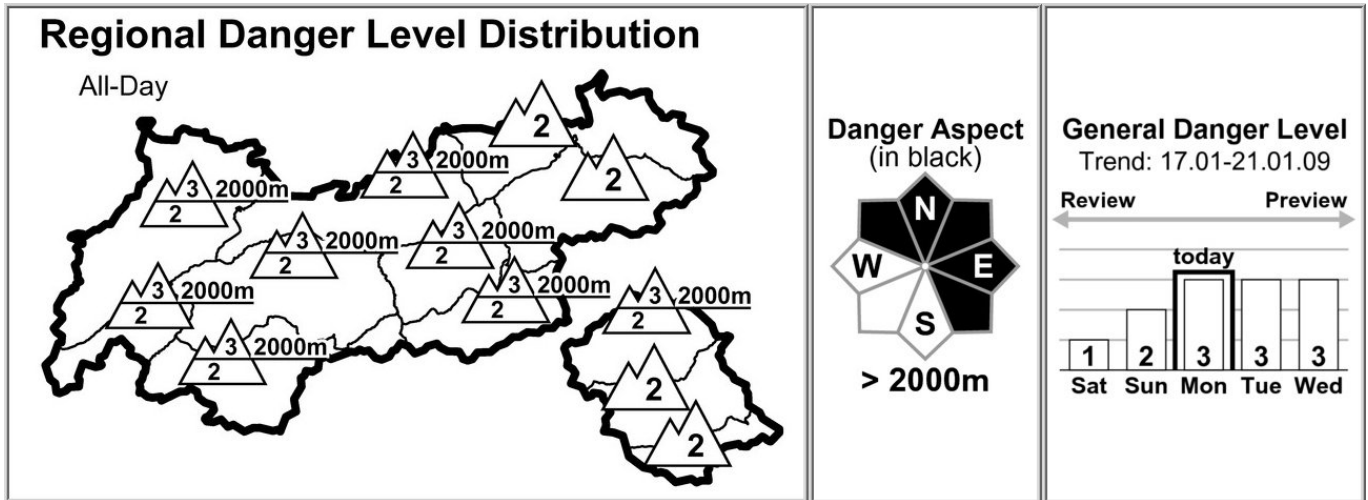 Regional Danger Level Distribution
All-Day
2
3 2000m
2
2
3 2000m
2
3 2000m
2
3 2000m
2
3 2000m
2
3 2000m
2
3 2000m
2
3 2000m
2
2
2
Danger Aspect
(in black)
N
W
E
S
> 2000m
General Danger Level
Trend: 17.01-21.01.09
Review Preview
today
1 2 3 3 3
Sat Sun Mon Tue Wed